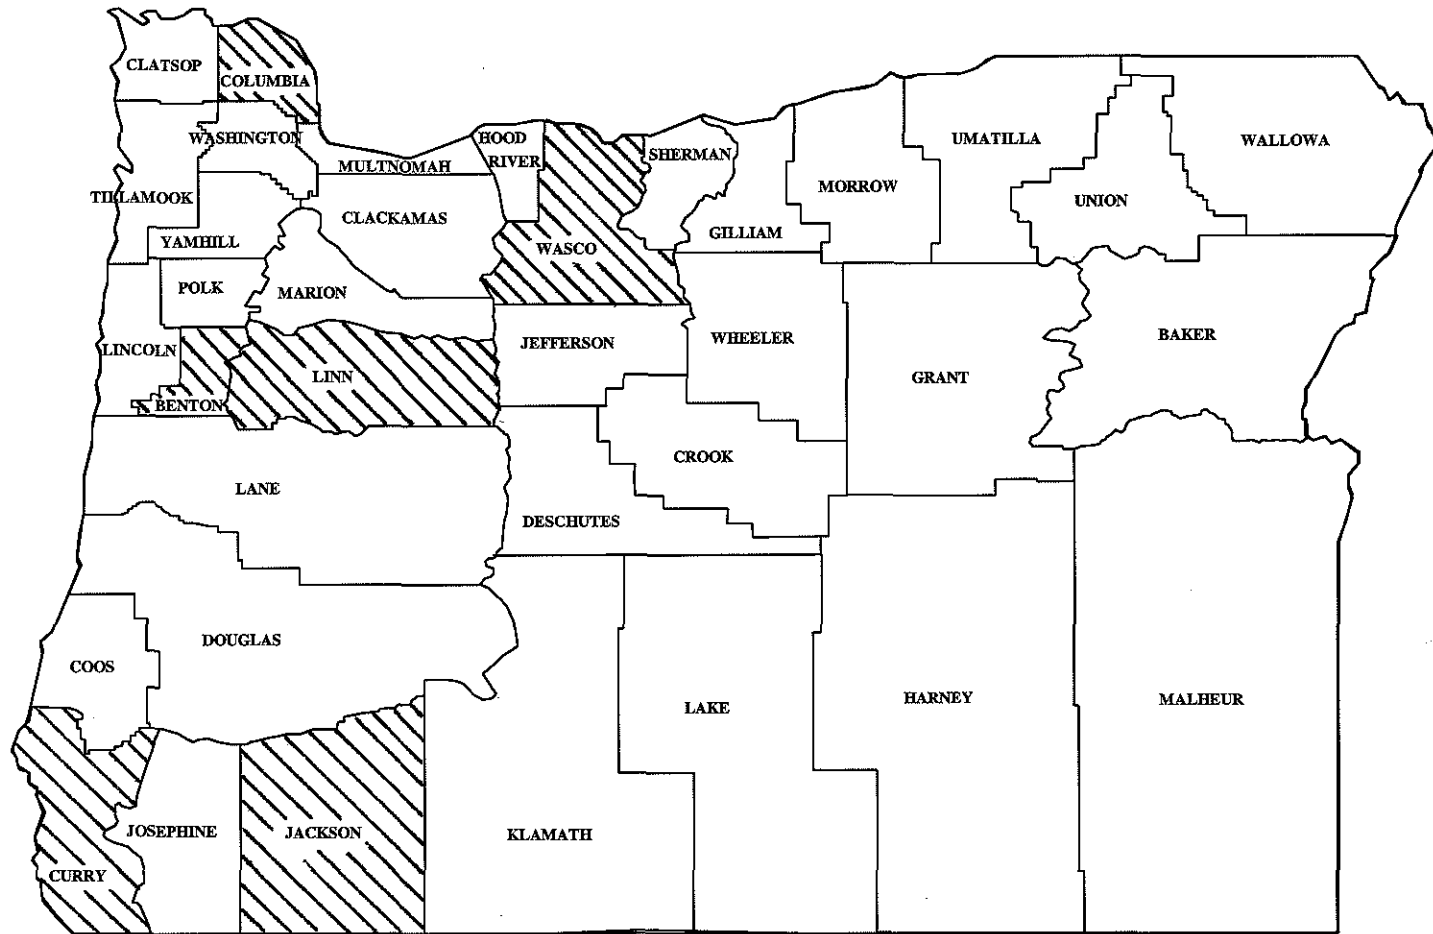 CLATSOP
COLUMBIA
WASHINGTON
HOOD
RIVER
MULTNOMAH
SHERMAN
UMATILLA
WALLOWA
TILLAMOOK
MORROW
UNION
CLACKAMAS
YAMHILL
GILLIAM
WASCO
POLK
MARION
LINCOLN
JEFFERSON
WHEELER
BAKER
LINN
GRANT
BENTON
CROOK
LANE
DESCHUTES
DOUGLAS
COOS
LAKE
HARNEY
MALHEUR
JOSEPHINE
JACKSON
KLAMATH
CURRY